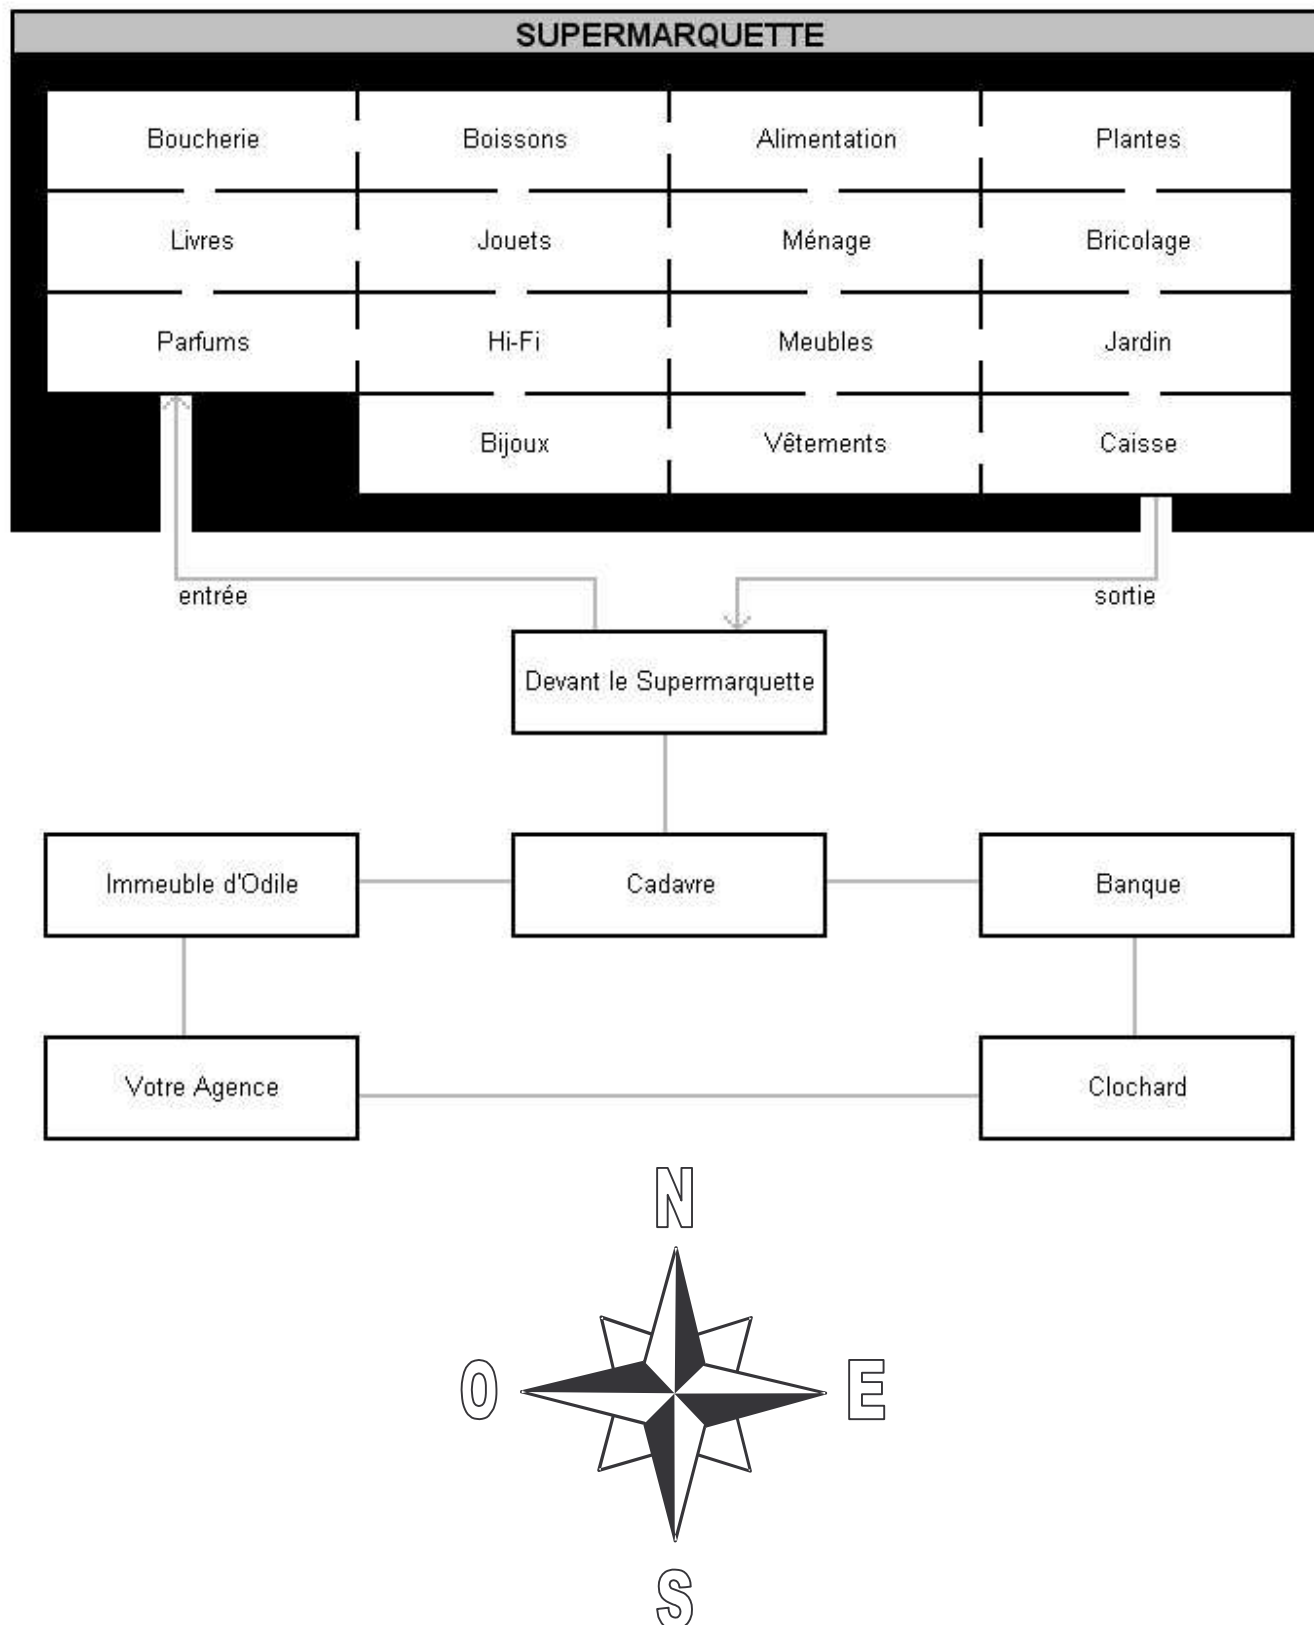 SUPERMARQUETTE
Boucherie Boissons Alimentation Plantes
Livres Jouets Ménage Bricolage
Parfums Hi-Fi Meubles Jardin
Bijoux Vêtements Caisse
entrée sortie
Devant le Supermarquette
Immeuble d'Odile Cadavre Banque
Votre Agence Clochard
N
O E
S